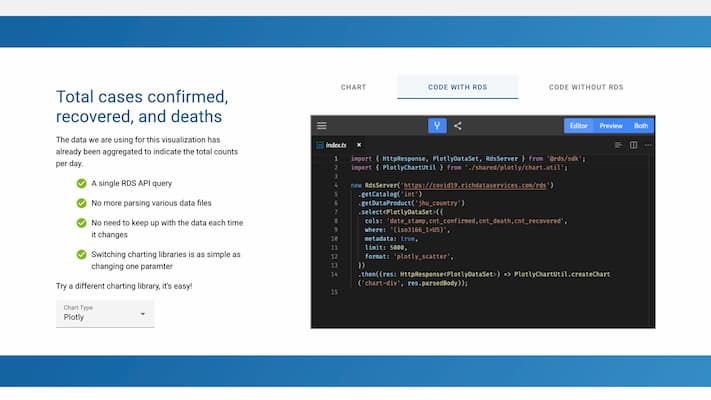 Total cases confirmed,
recovered, and deaths
The data we are using for this visualization has
already been aggregated to indicate the total counts
per day.
A single RDS API query
No more parsing various data files
No need to keep up with the data each time
it changes
Switching charting libraries is as simple as
changing one paramter
Try a different charting library, it's easy!
Chart Type
Plotly
CHART
CODE WITH RDS
CODE WITHOUT RDS
Editor Preview Both
index.ts
1 import { HttpResponse, PlotlyDataSet, RdsServer } from '@rds/sdk';
2 import { PlotlyChartUtil } from './shared/plotly/chart.util';
3
4 new RdsServer('https://covid19.richdataservices.com/rds')
5 .getCatalog('int')
6 .getDataProduct('jhu_country')
7 .select<PlotlyDataSet>({
8 cols: 'date_stamp,cnt_confirmed,cnt_death,cnt_recovered',
9 where: '(iso3166_1=US)',
10 metadata: true,
11 limit: 5000,
12 format: 'plotly_scatter',
13 })
14 .then((res: HttpResponse<PlotlyDataSet>) => PlotlyChartUtil.createChart
('chart-div', res.parsedBody));
15